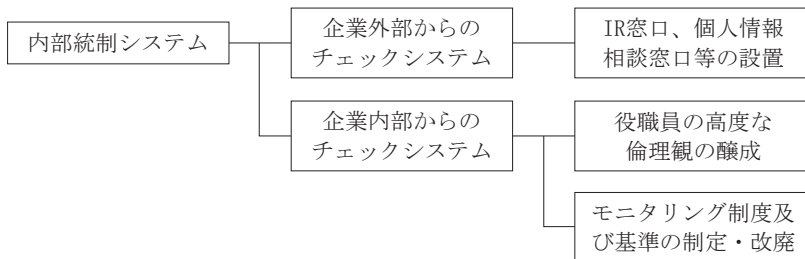 内部統制システム
企業外部からの
チェックシステム
IR窓口、個人情報
相談窓口等の設置
企業内部からの
チェックシステム
役職員の高度な
倫理観の醸成
モニタリング制度及
び基準の制定・改廃